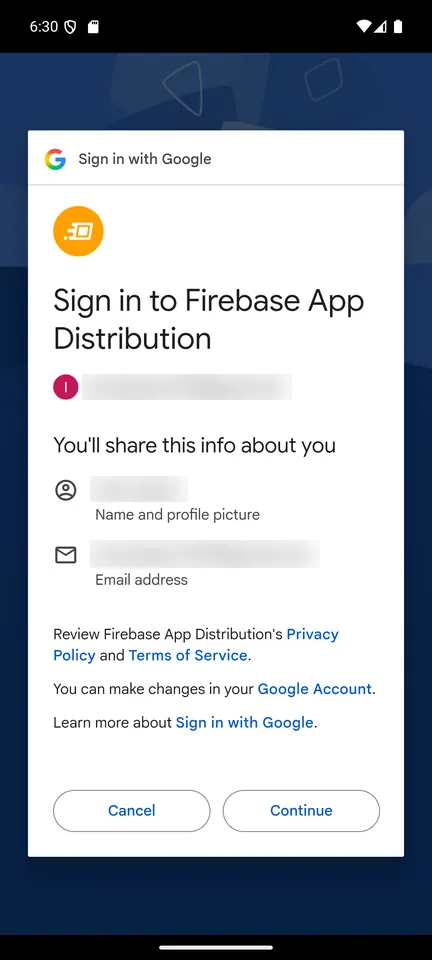 6:30
Sign in with Google
Sign in to Firebase App
Distribution
I
You'll share this info about you
Name and profile picture
Email address
Review Firebase App Distribution's Privacy
Policy and Terms of Service.
You can make changes in your Google Account.
Learn more about Sign in with Google.
Cancel
Continue